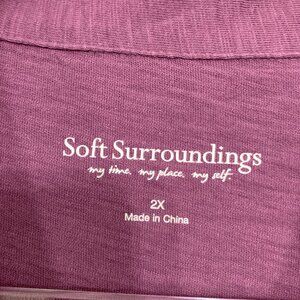 Soft Surroundings
my time. my place. my self.
2X
Made in China